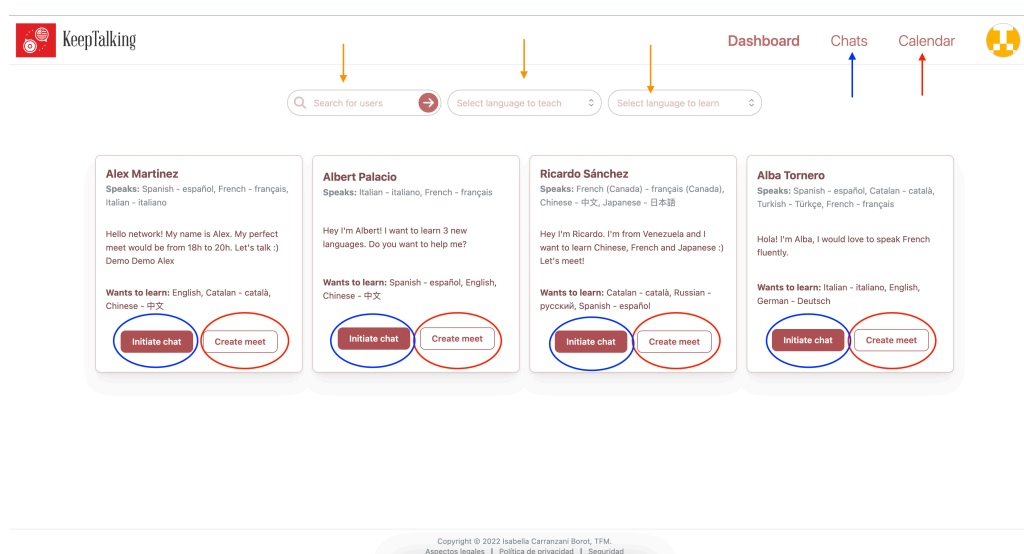 KeepTalking
Dashboard
Chats
Calendar
Search for users
Select language to teach
Select language to learn
Alex Martinez
Speaks: Spanish - español, French - français,
Italian - italiano
Hello network! My name is Alex. My perfect
meet would be from 18h to 20h. Let's talk :)
Demo Demo Alex
Wants to learn: English, Catalan - català,
Chinese - 中文
Initiate chat
Create meet
Albert Palacio
Speaks: Italian - italiano, French - français
Hey I'm Albert! I want to learn 3 new
languages. Do you want to help me?
Wants to learn: Spanish - español, English,
Chinese - 中文
Initiate chat
Create meet
Ricardo Sánchez
Speaks: French (Canada) - français (Canada),
Chinese - 中文, Japanese - 日本語
Hey I'm Ricardo. I'm from Venezuela and I
want to learn Chinese, French and Japanese :)
Let's meet!
Wants to learn: Catalan - català, Russian -
русский, Spanish - español
Initiate chat
Create meet
Alba Tornero
Speaks: Spanish - español, Catalan - català,
Turkish - Türkçe, French - français
Hola! I'm Alba, I would love to speak French
fluently.
Wants to learn: Italian - italiano, English,
German - Deutsch
Initiate chat
Create meet
Copyright © 2022 Isabella Carranzani Borot, TFM.
Aspectos legales | Política de privacidad | Seguridad